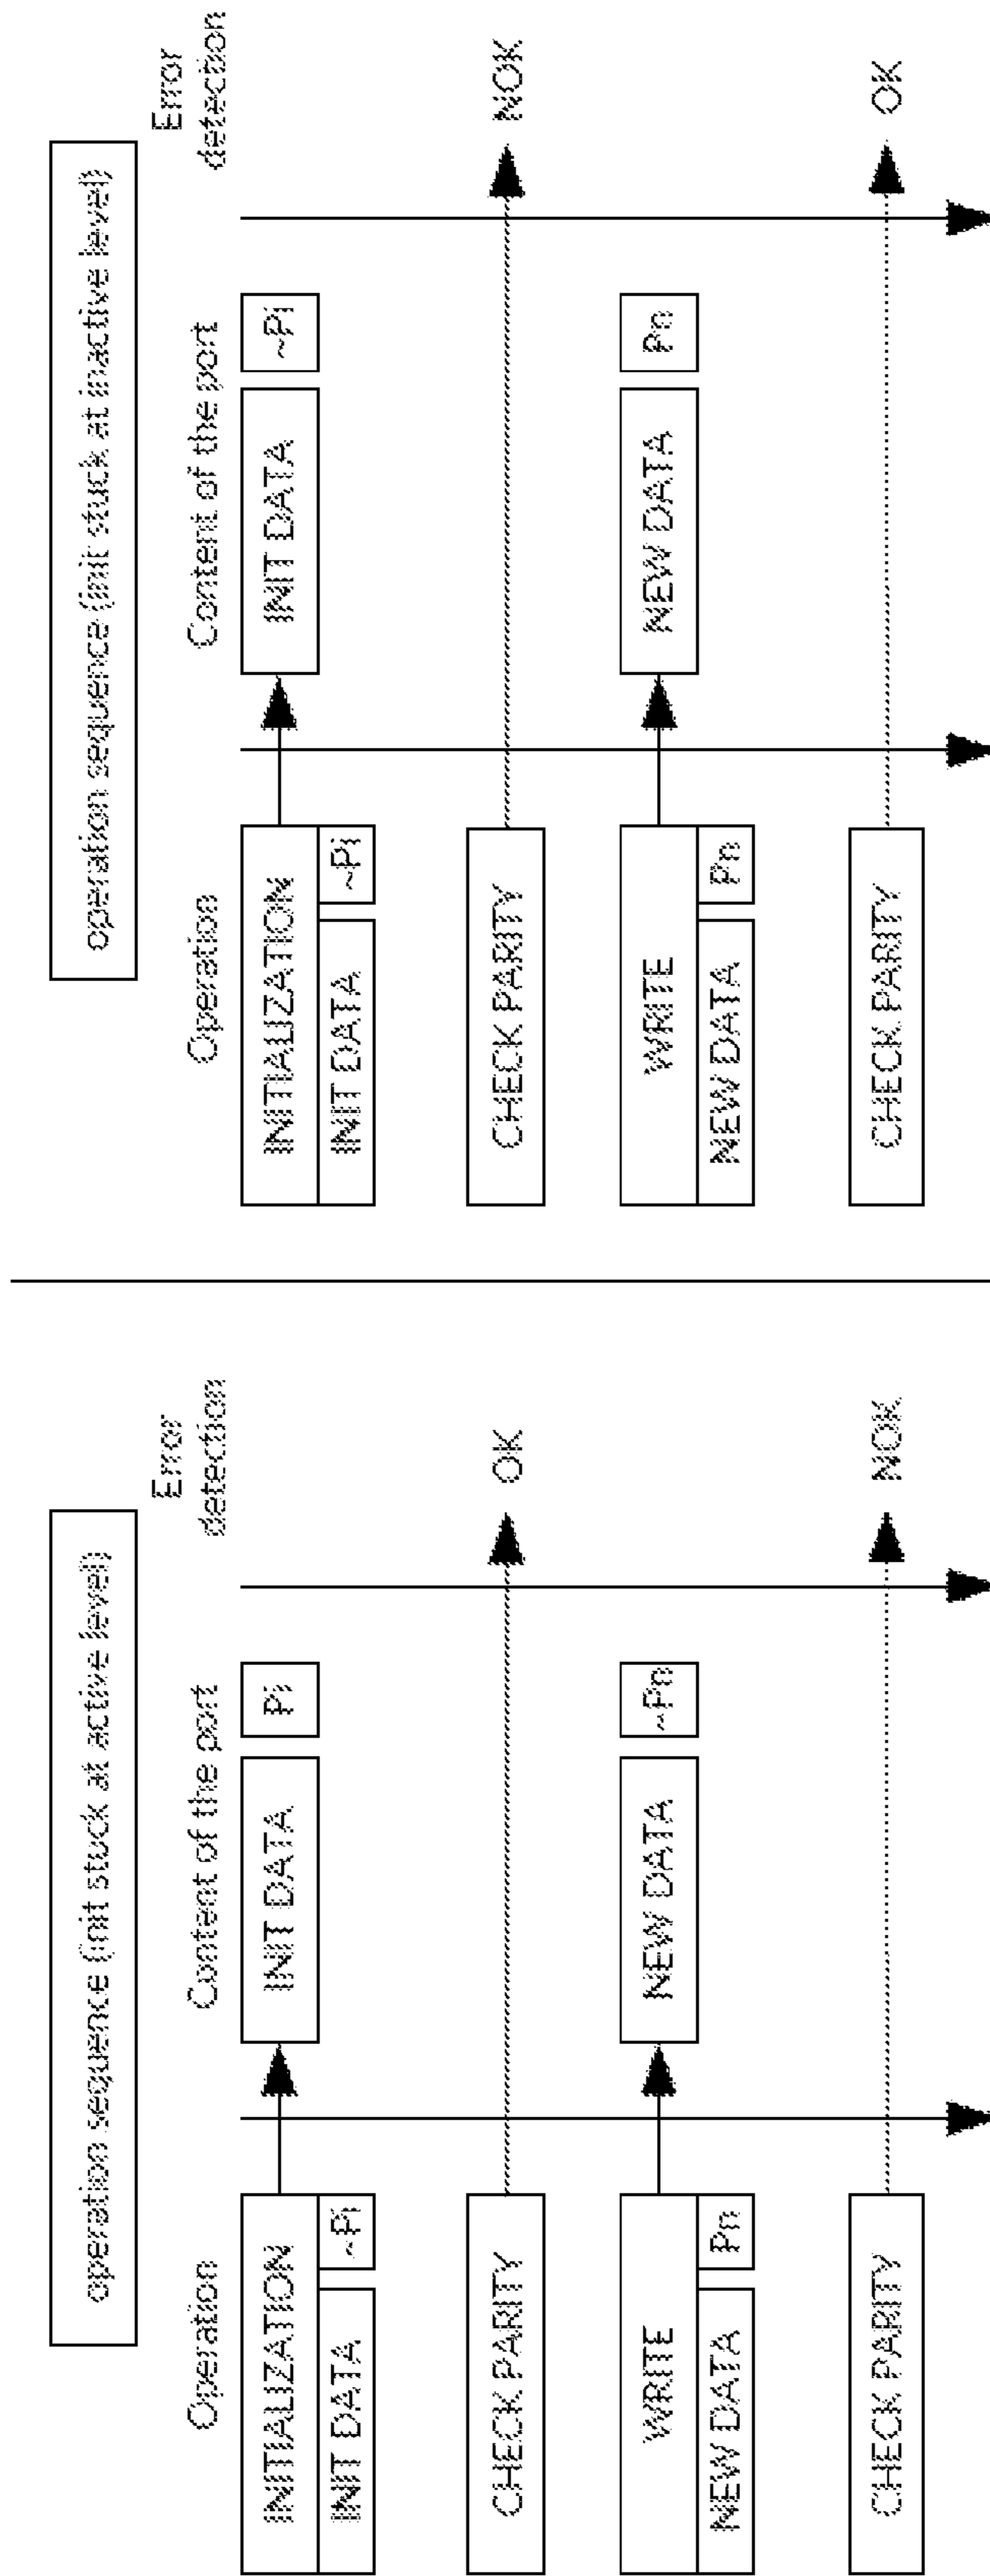 operation sequence (init stuck at active level)
Operation
Content of the port
Error
detection
INITIALIZATION
INIT DATA
~Pi
INIT DATA
Pi
CHECK PARITY
OK
WRITE
NEW DATA
Pn
NEW DATA
~Pn
CHECK PARITY
NOK
operation sequence (init stuck at inactive level)
Operation
Content of the port
Error
detection
INITIALIZATION
INIT DATA
~Pi
INIT DATA
~Pi
CHECK PARITY
NOK
WRITE
NEW DATA
Pn
NEW DATA
Pn
CHECK PARITY
OK